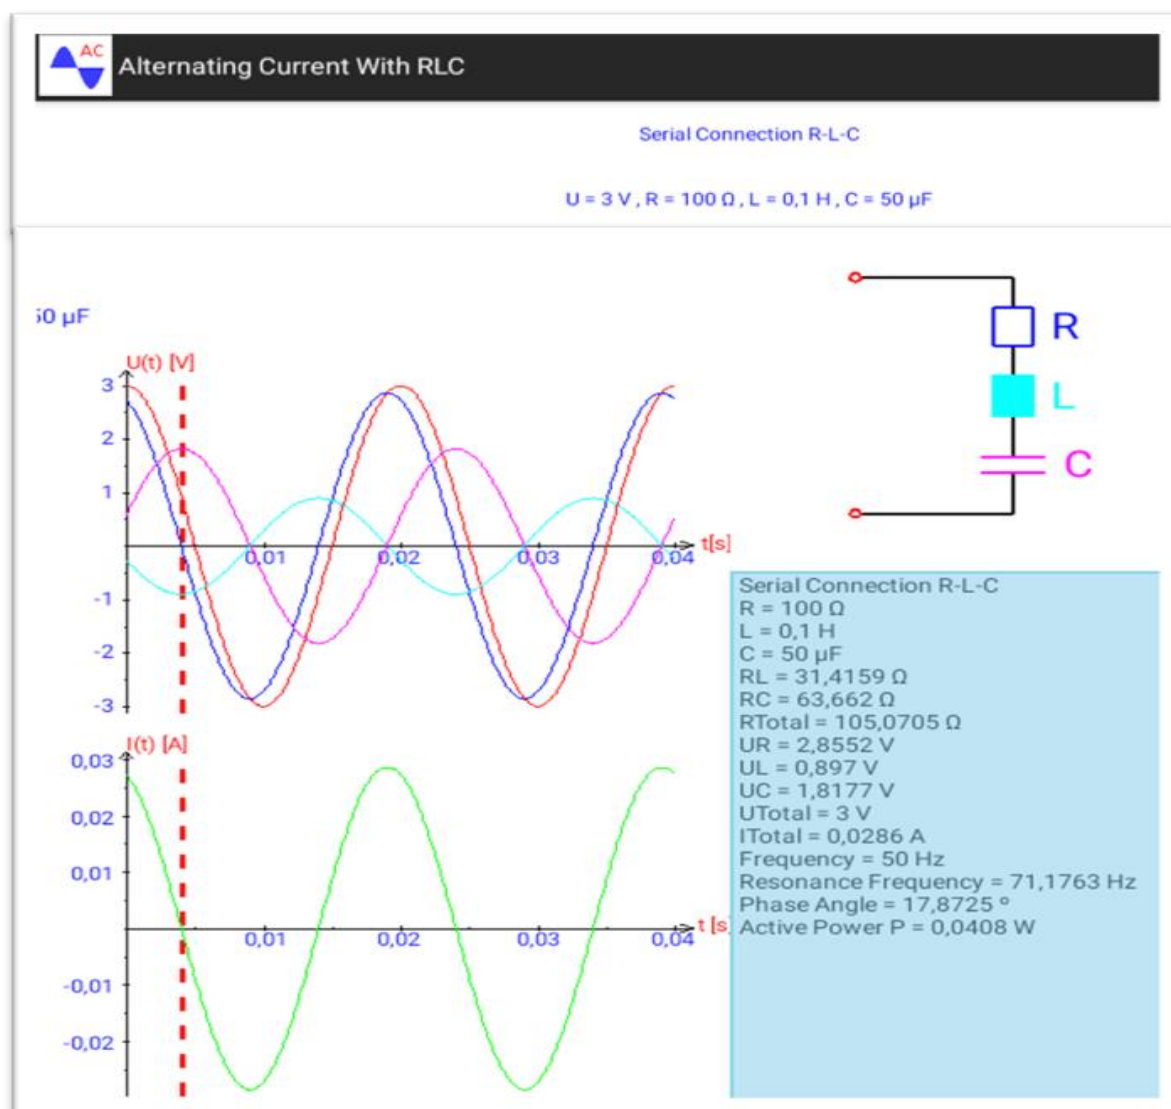 AC
Alternating Current With RLC
Serial Connection R-L-C
U = 3 V , R = 100 Ω , L = 0,1 H , C = 50 µF
50 µF
U(t) [V]
3
2
1
-1
-2
-3
0,01
0,02
0,03
0,04
t[s]
R
L
C
I(t) [A]
0,03
0,02
0,01
-0,01
-0,02
0,01
0,02
0,03
0,04
t [s]
Serial Connection R-L-C
R = 100 Ω
L = 0,1 H
C = 50 µF
RL = 31,4159 Ω
RC = 63,662 Ω
RTotal = 105,0705 Ω
UR = 2,8552 V
UL = 0,897 V
UC = 1,8177 V
UTotal = 3 V
ITotal = 0,0286 A
Frequency = 50 Hz
Resonance Frequency = 71,1763 Hz
Phase Angle = 17,8725 º
Active Power P = 0,0408 W